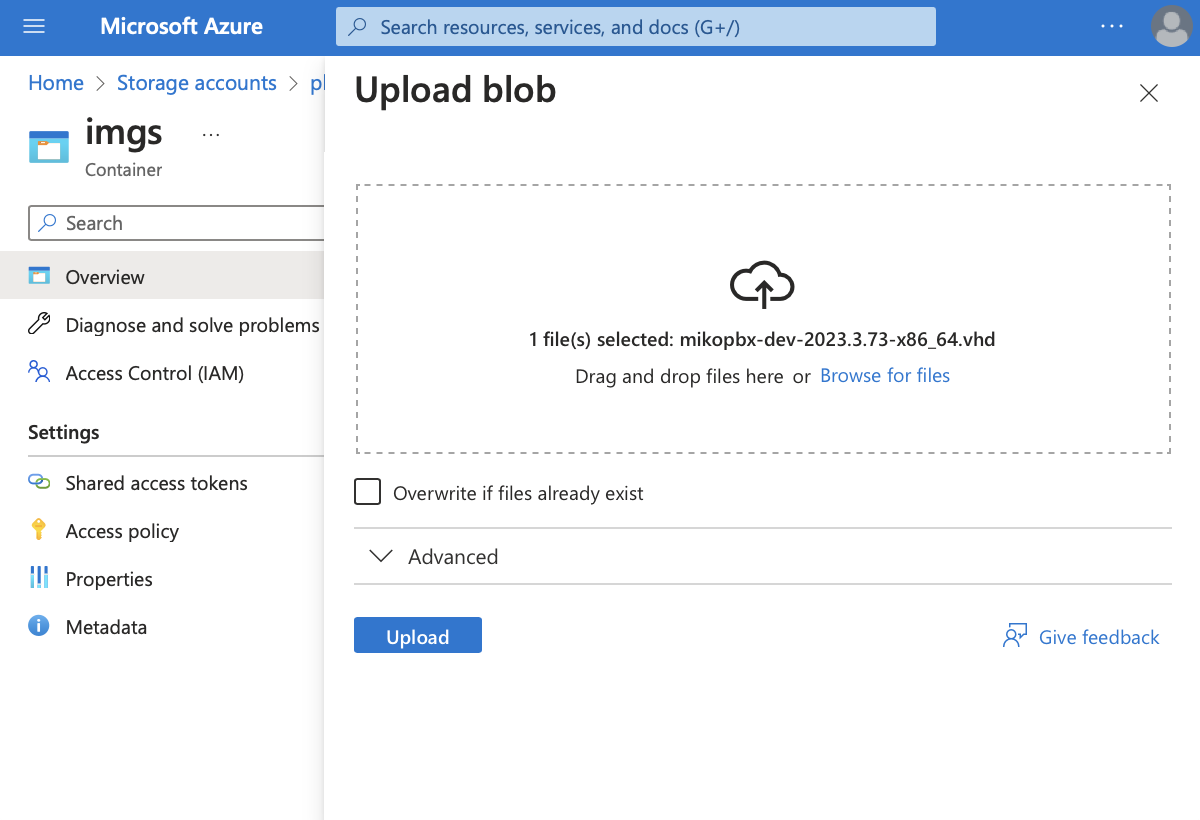 Microsoft Azure
Search resources, services, and docs (G+/)
Home > Storage accounts >
imgs
Container
Search
Overview
Diagnose and solve problems
Access Control (IAM)
Settings
Shared access tokens
Access policy
Properties
Metadata
Upload blob
1 file(s) selected: mikopbx-dev-2023.3.73-x86_64.vhd
Drag and drop files here or Browse for files
Overwrite if files already exist
Advanced
Upload
Give feedback